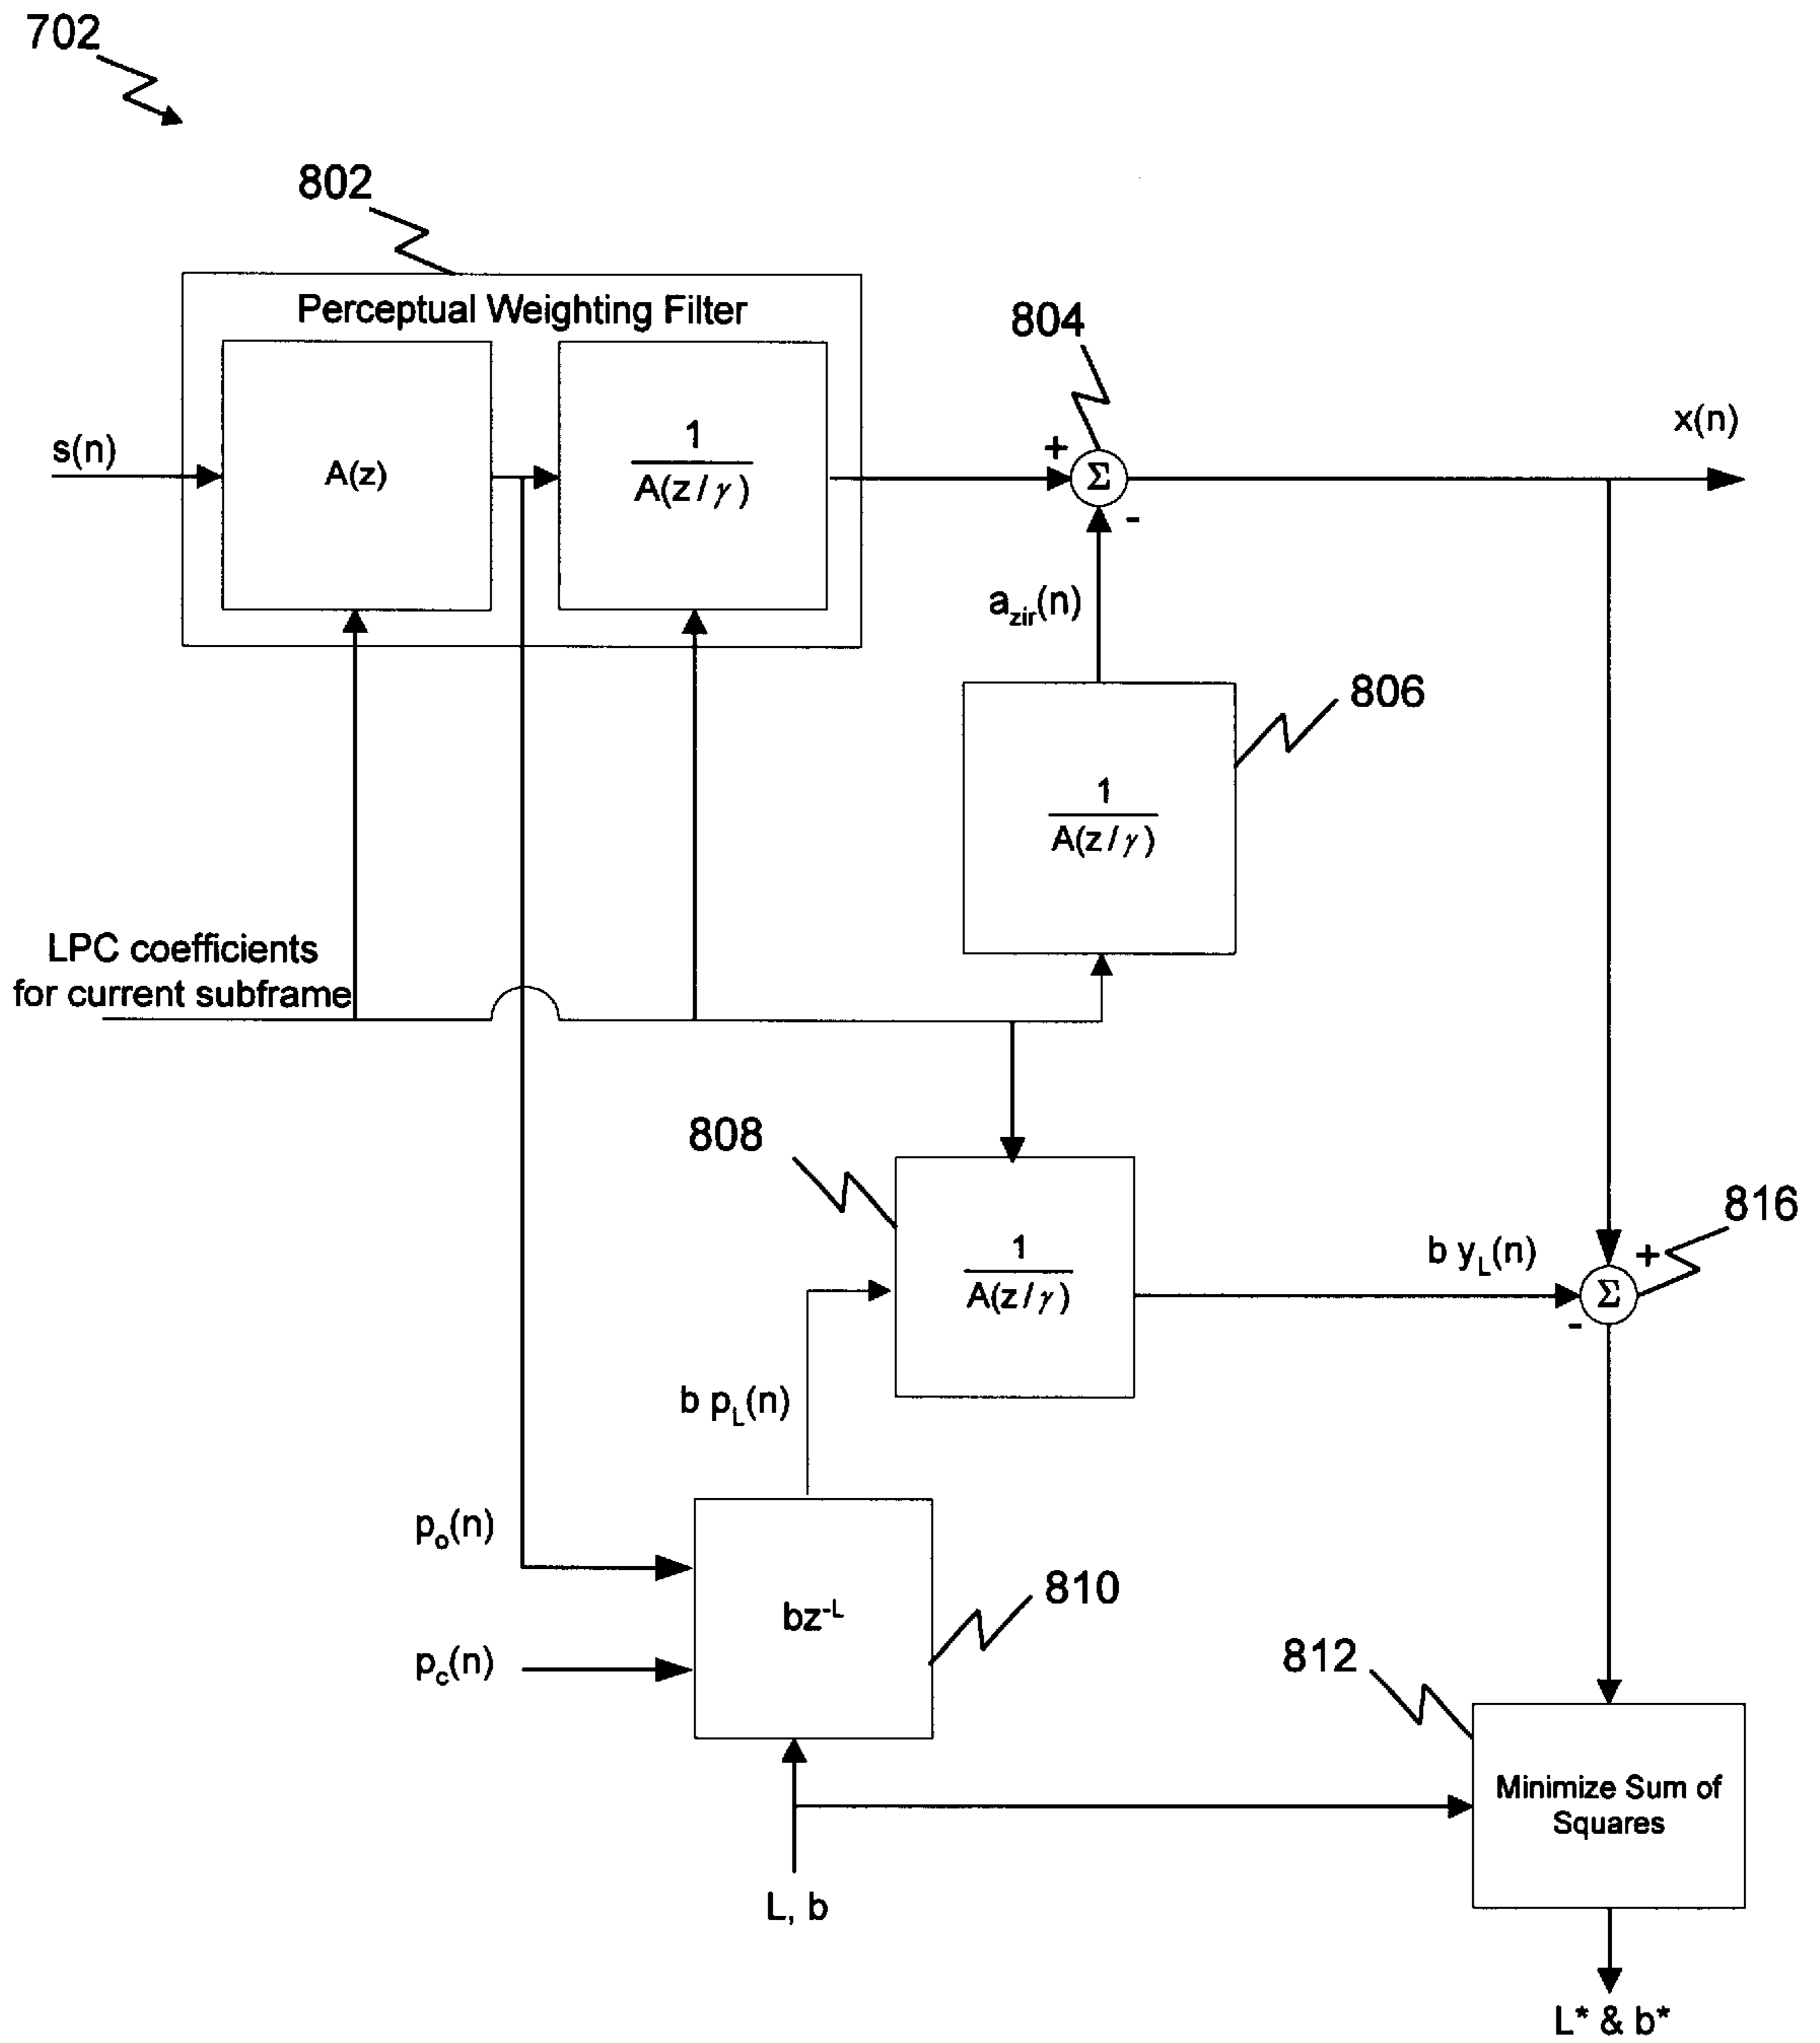 702
802
Perceptual Weighting Filter
804
s(n)
A(z)
1
A(z/γ)
+
Σ
-
x(n)
a_zir(n)
806
1
A(z/γ)
LPC coefficients
for current subframe
808
1
A(z/γ)
b y_L(n)
816
+
Σ
-
b p_L(n)
p_o(n)
bz^-L
810
p_c(n)
812
Minimize Sum of
Squares
L, b
L* & b*